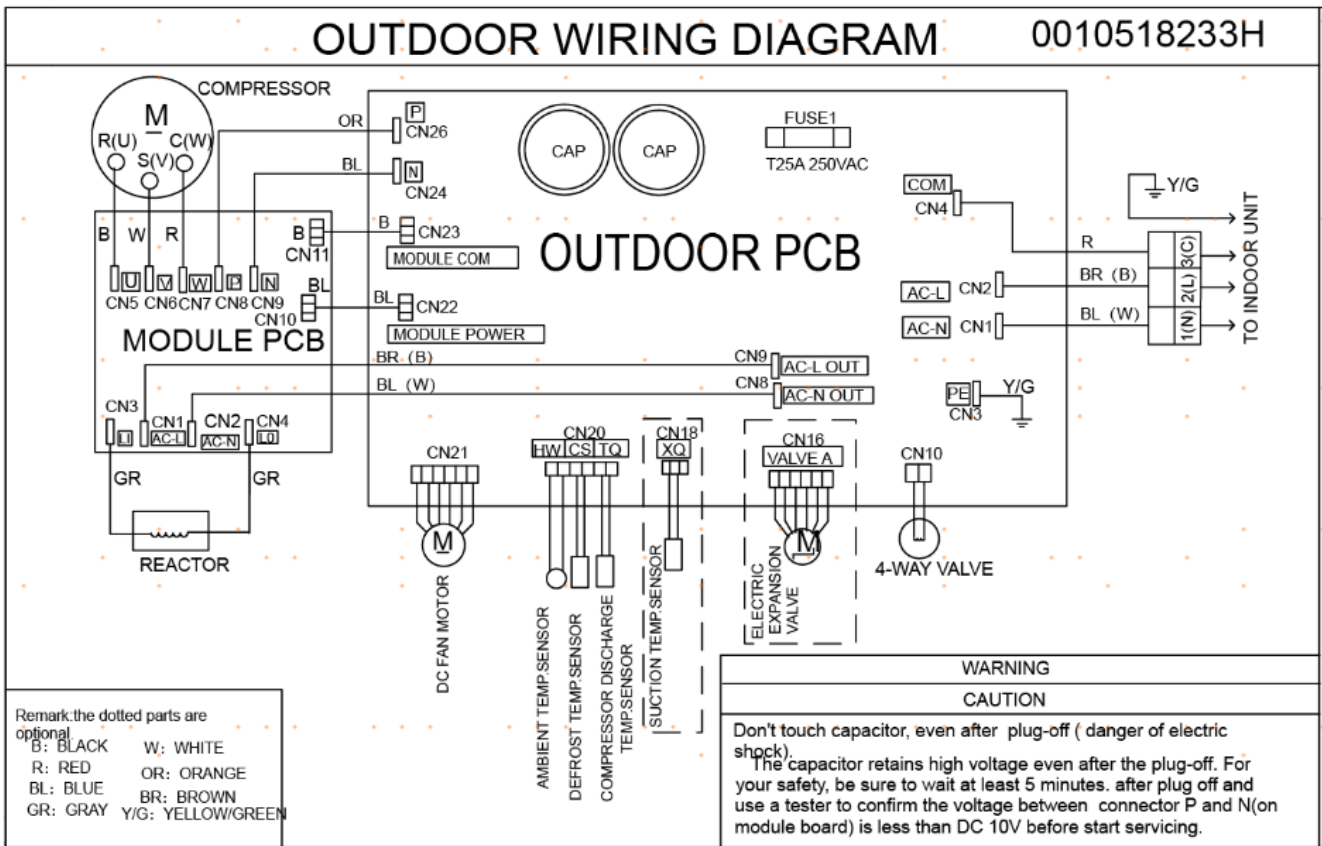 OUTDOOR WIRING DIAGRAM
0010518233H
COMPRESSOR
M
R(U)
C(W)
S(V)
OR
P
CN26
BL
N
CN24
CAP
CAP
FUSE1
T25A 250VAC
B
CN11
B
CN23
MODULE COM
BL
CN10
BL
CN22
MODULE POWER
B
W
R
U
V
W
P
N
CN5
CN6
CN7
CN8
CN9
MODULE PCB
OUTDOOR PCB
COM
CN4
R
3(C)
AC-L
CN2
BR (B)
2(L)
AC-N
CN1
BL (W)
1(N)
Y/G
TO INDOOR UNIT
BR (B)
CN9
AC-L OUT
BL (W)
CN8
AC-N OUT
PE
CN3
Y/G
CN3
LI
CN1
AC-L
CN2
AC-N
CN4
LO
GR
GR
REACTOR
CN21
M
DC FAN MOTOR
CN20
HW
CS
TQ
AMBIENT TEMP.SENSOR
DEFROST TEMP.SENSOR
COMPRESSOR DISCHARGE
TEMP.SENSOR
CN18
XQ
SUCTION TEMP.SENSOR
CN16
VALVE A
M
ELECTRIC
EXPANSION
VALVE
CN10
4-WAY VALVE
Remark:the dotted parts are
optional
B: BLACK
W: WHITE
R: RED
OR: ORANGE
BL: BLUE
BR: BROWN
GR: GRAY
Y/G: YELLOW/GREEN
WARNING
CAUTION
Don't touch capacitor, even after plug-off ( danger of electric
shock).
The capacitor retains high voltage even after the plug-off. For
your safety, be sure to wait at least 5 minutes. after plug off and
use a tester to confirm the voltage between connector P and N(on
module board) is less than DC 10V before start servicing.